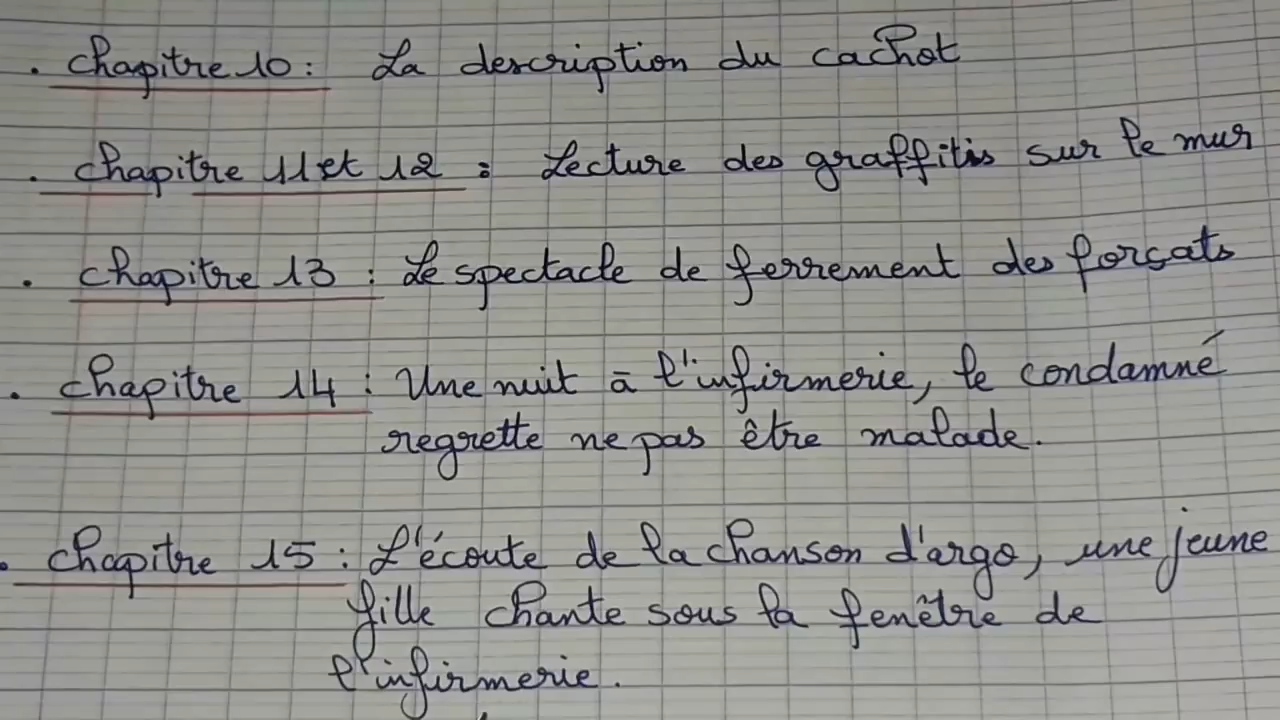 . Chapitre 10 : La description du cachot
. Chapitre 11 et 12 : Lecture des graffitis sur le mur
. Chapitre 13 : Le spectacle de ferrement des forçats
. Chapitre 14 : Une nuit à l'infirmerie, le condamné
regrette ne pas être malade.
. Chapitre 15 : L'écoute de la chanson d'argo, une jeune
fille chante sous la fenêtre de
l'infirmerie.